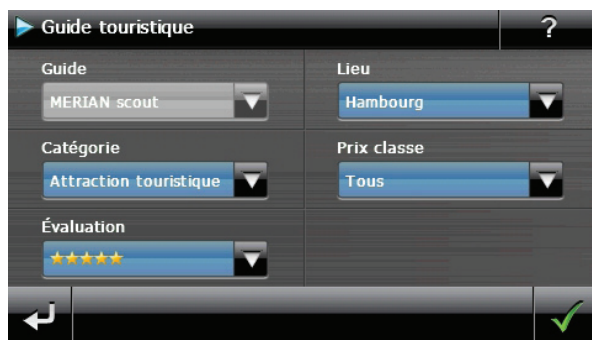 Guide touristique
?
Guide
MERIAN scout
Lieu
Hambourg
Catégorie
Attraction touristique
Prix classe
Tous
Évaluation